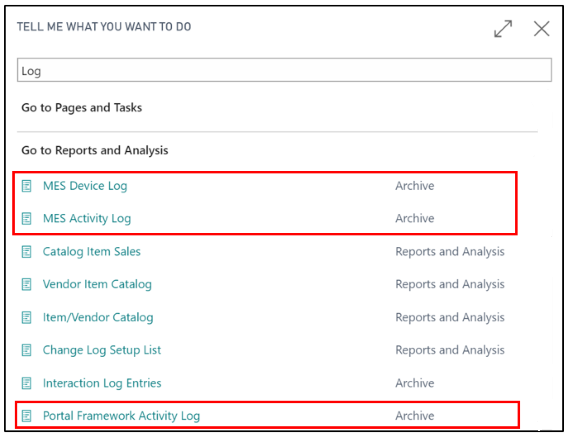 TELL ME WHAT YOU WANT TO DO
Log
Go to Pages and Tasks
Go to Reports and Analysis
MES Device Log Archive
MES Activity Log Archive
Catalog Item Sales Reports and Analysis
Vendor Item Catalog Reports and Analysis
Item/Vendor Catalog Reports and Analysis
Change Log Setup List Reports and Analysis
Interaction Log Entries Archive
Portal Framework Activity Log Archive